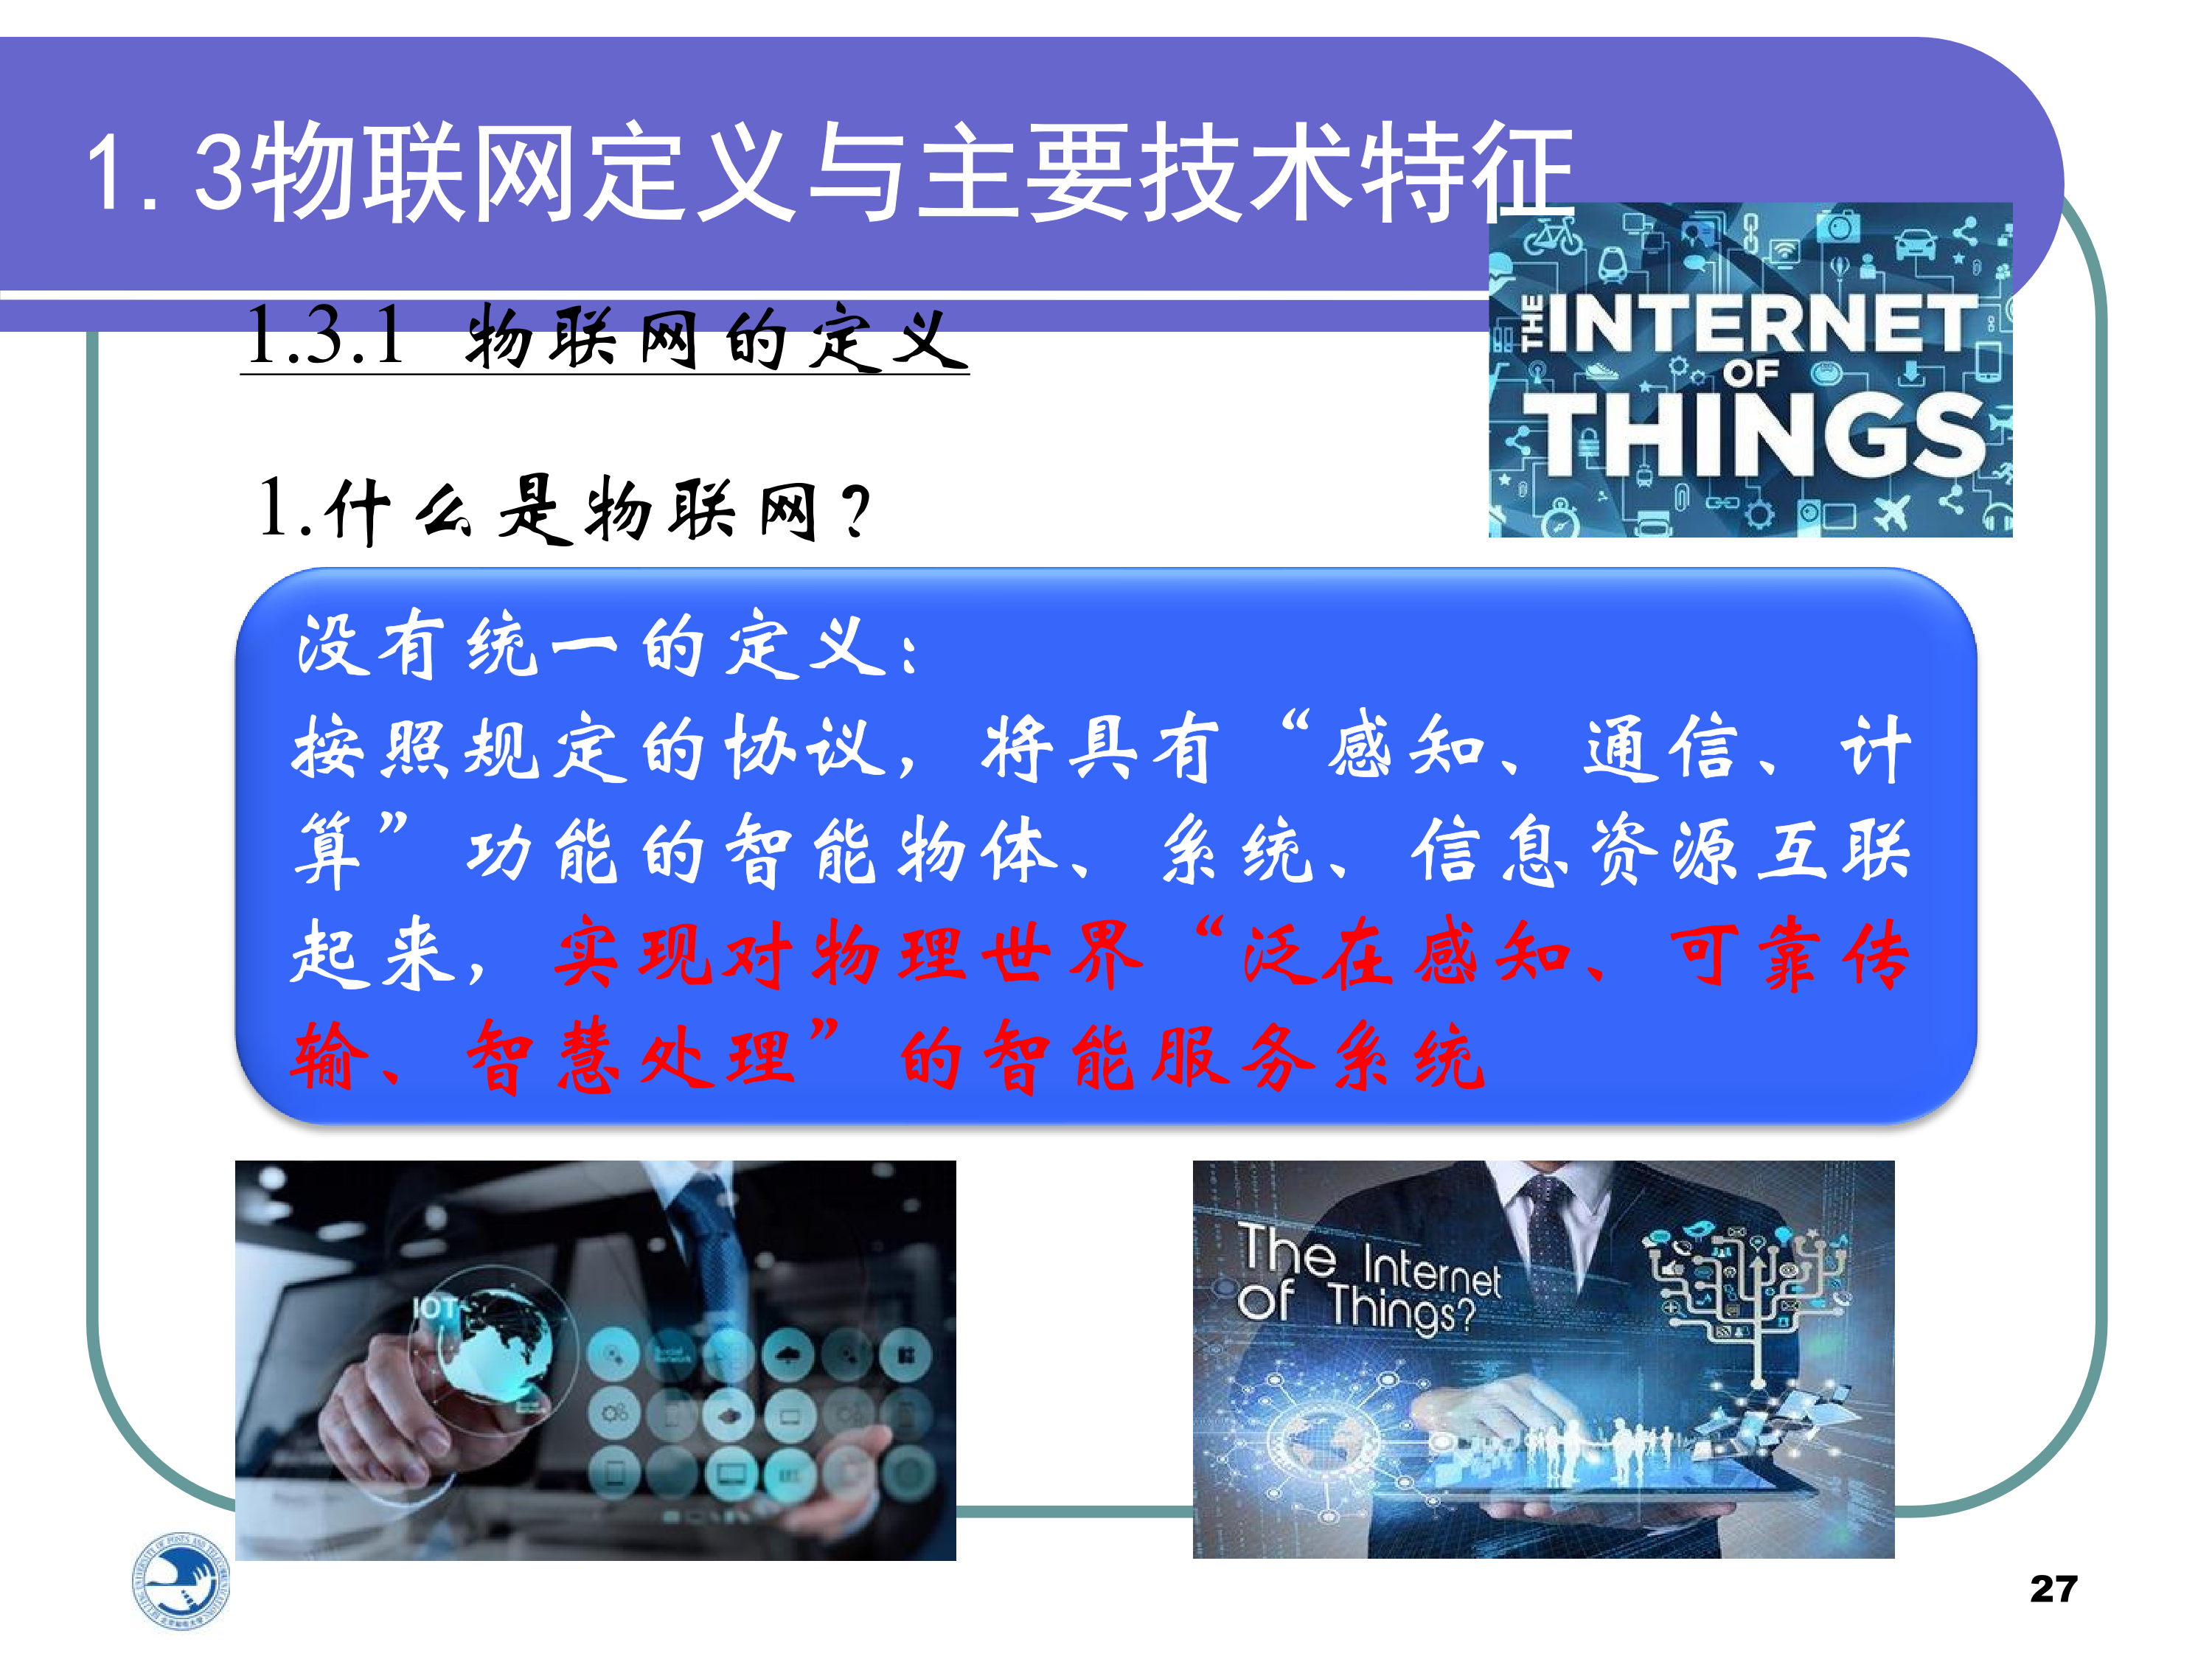 1.3物联网定义与主要技术特征
THE INTERNET
OF
THINGS
1.3.1 物联网的定义
1.什么是物联网？
没有统一的定义：
按照规定的协议，将具有“感知、通信、计
算”功能的智能物体、系统、信息资源互联
起来，实现对物理世界“泛在感知、可靠传
输、智慧处理”的智能服务系统
IOT
Social
Network
The Internet
of Things?
27